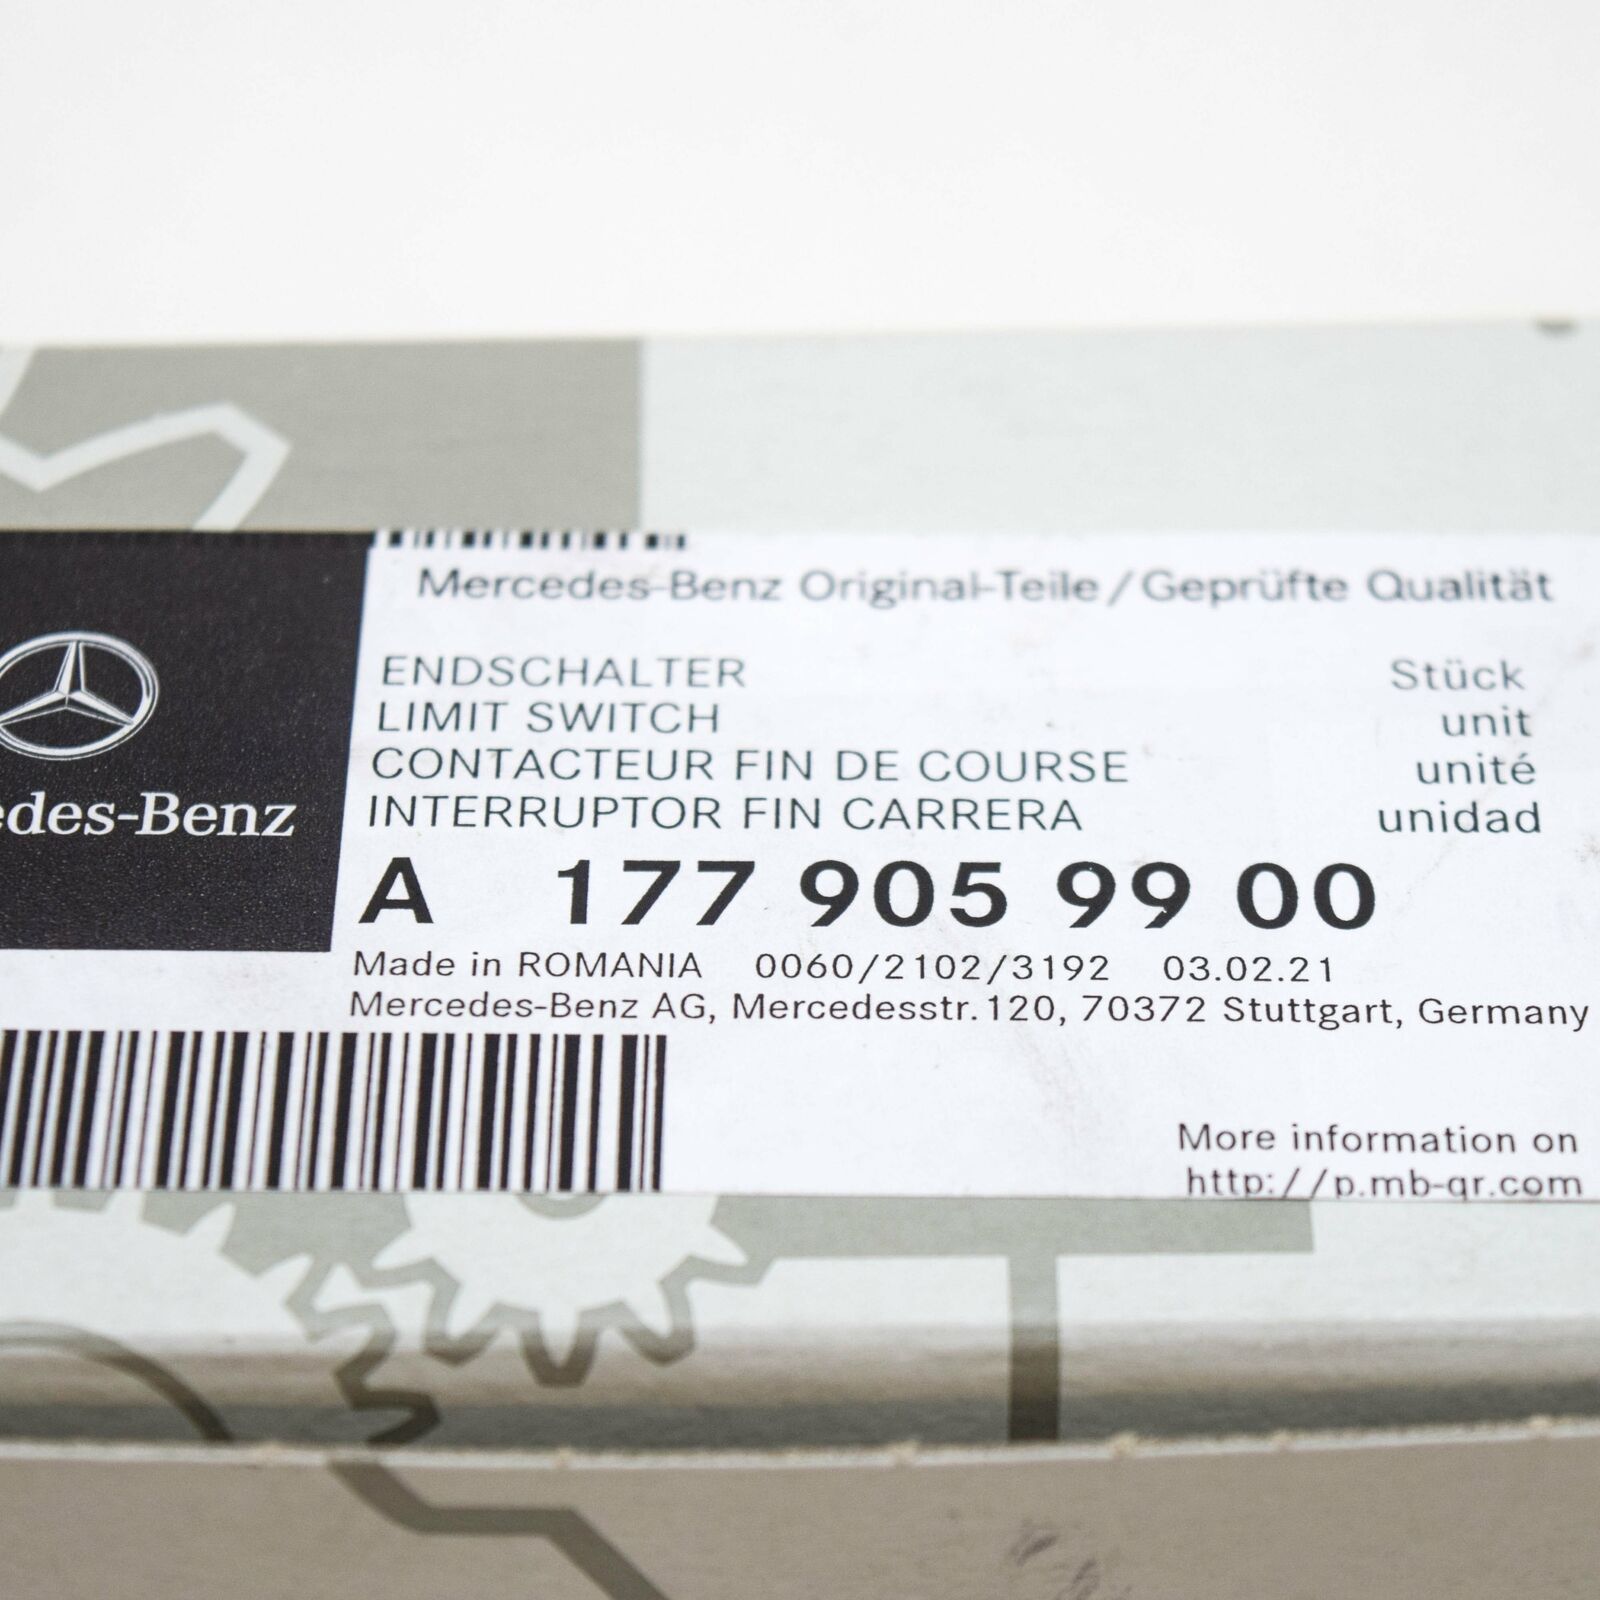 Mercedes-Benz Original-Teile / Geprüfte Qualität
ENDSCHALTER Stück
LIMIT SWITCH unit
CONTACTEUR FIN DE COURSE unité
INTERRUPTOR FIN CARRERA unidad
edes-Benz
A 177 905 99 00
Made in ROMANIA 0060/2102/3192 03.02.21
Mercedes-Benz AG, Mercedesstr. 120, 70372 Stuttgart, Germany
More information on
http://p.mb-qr.com